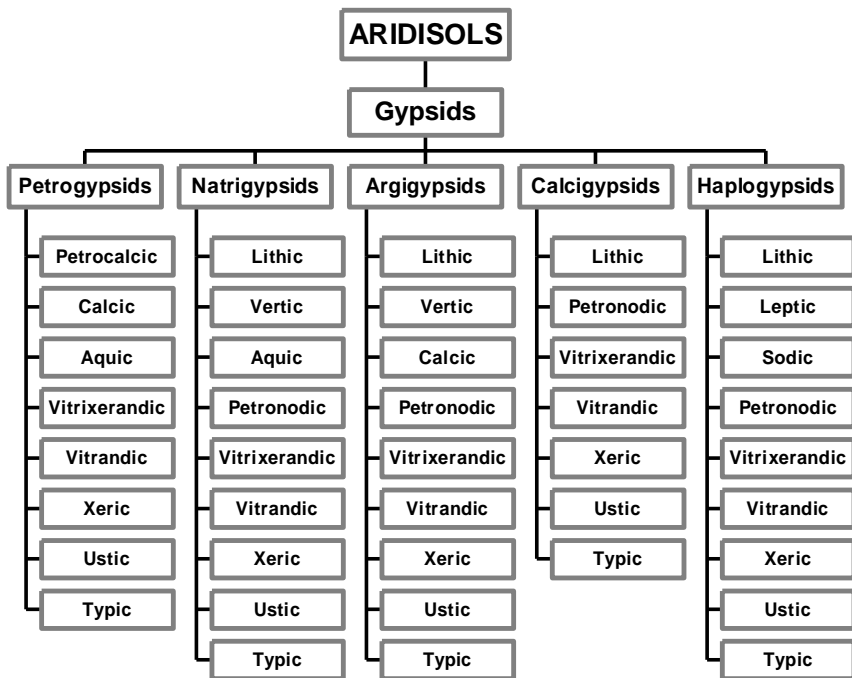 ARIDISOLS
Gypsids
Petrogypsids
Natrigypsids
Argigypsids
Calcigypsids
Haplogypsids
Petrocalcic
Calcic
Aquic
Vitrixerandic
Vitrandic
Xeric
Ustic
Typic
Lithic
Vertic
Aquic
Petronodic
Vitrixerandic
Vitrandic
Xeric
Ustic
Typic
Lithic
Vertic
Calcic
Petronodic
Vitrixerandic
Vitrandic
Xeric
Ustic
Typic
Lithic
Petronodic
Vitrixerandic
Vitrandic
Xeric
Ustic
Typic
Lithic
Leptic
Sodic
Petronodic
Vitrixerandic
Vitrandic
Xeric
Ustic
Typic